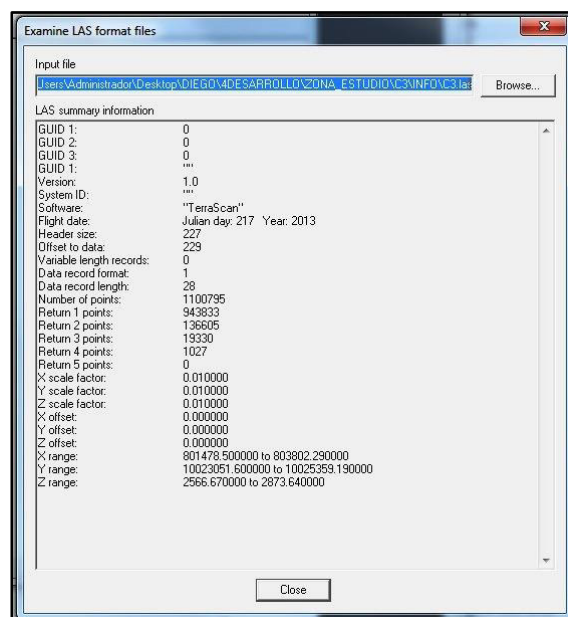 Examine LAS format files
Input file
Jsers\Administrador\Desktop\DIEGO\4DESARROLLO\ZONA_ESTUDIO\C3\INFO\C3.las
Browse...
LAS summary information
GUID 1: 0
GUID 2: 0
GUID 3: 0
GUID 1: ""
Version: 1.0
System ID: ""
Software: "TerraScan"
Flight date: Julian day: 217 Year: 2013
Header size: 227
Offset to data: 229
Variable length records: 0
Data record format: 1
Data record length: 28
Number of points: 1100795
Return 1 points: 943833
Return 2 points: 136605
Return 3 points: 19330
Return 4 points: 1027
Return 5 points: 0
X scale factor: 0.010000
Y scale factor: 0.010000
Z scale factor: 0.010000
X offset: 0.000000
Y offset: 0.000000
Z offset: 0.000000
X range: 801478.500000 to 803802.290000
Y range: 10023051.600000 to 10025359.190000
Z range: 2566.670000 to 2873.640000
Close